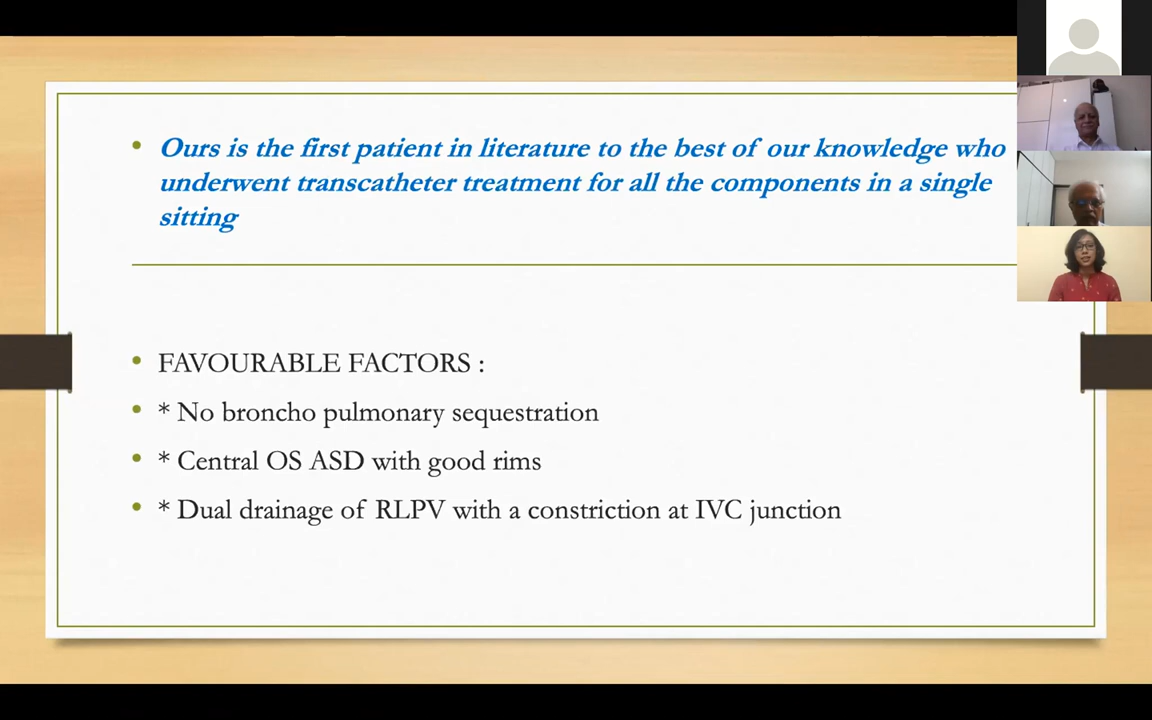 • Ours is the first patient in literature to the best of our knowledge who
underwent transcatheter treatment for all the components in a single
sitting
• FAVOURABLE FACTORS :
• * No broncho pulmonary sequestration
• * Central OS ASD with good rims
• * Dual drainage of RLPV with a constriction at IVC junction